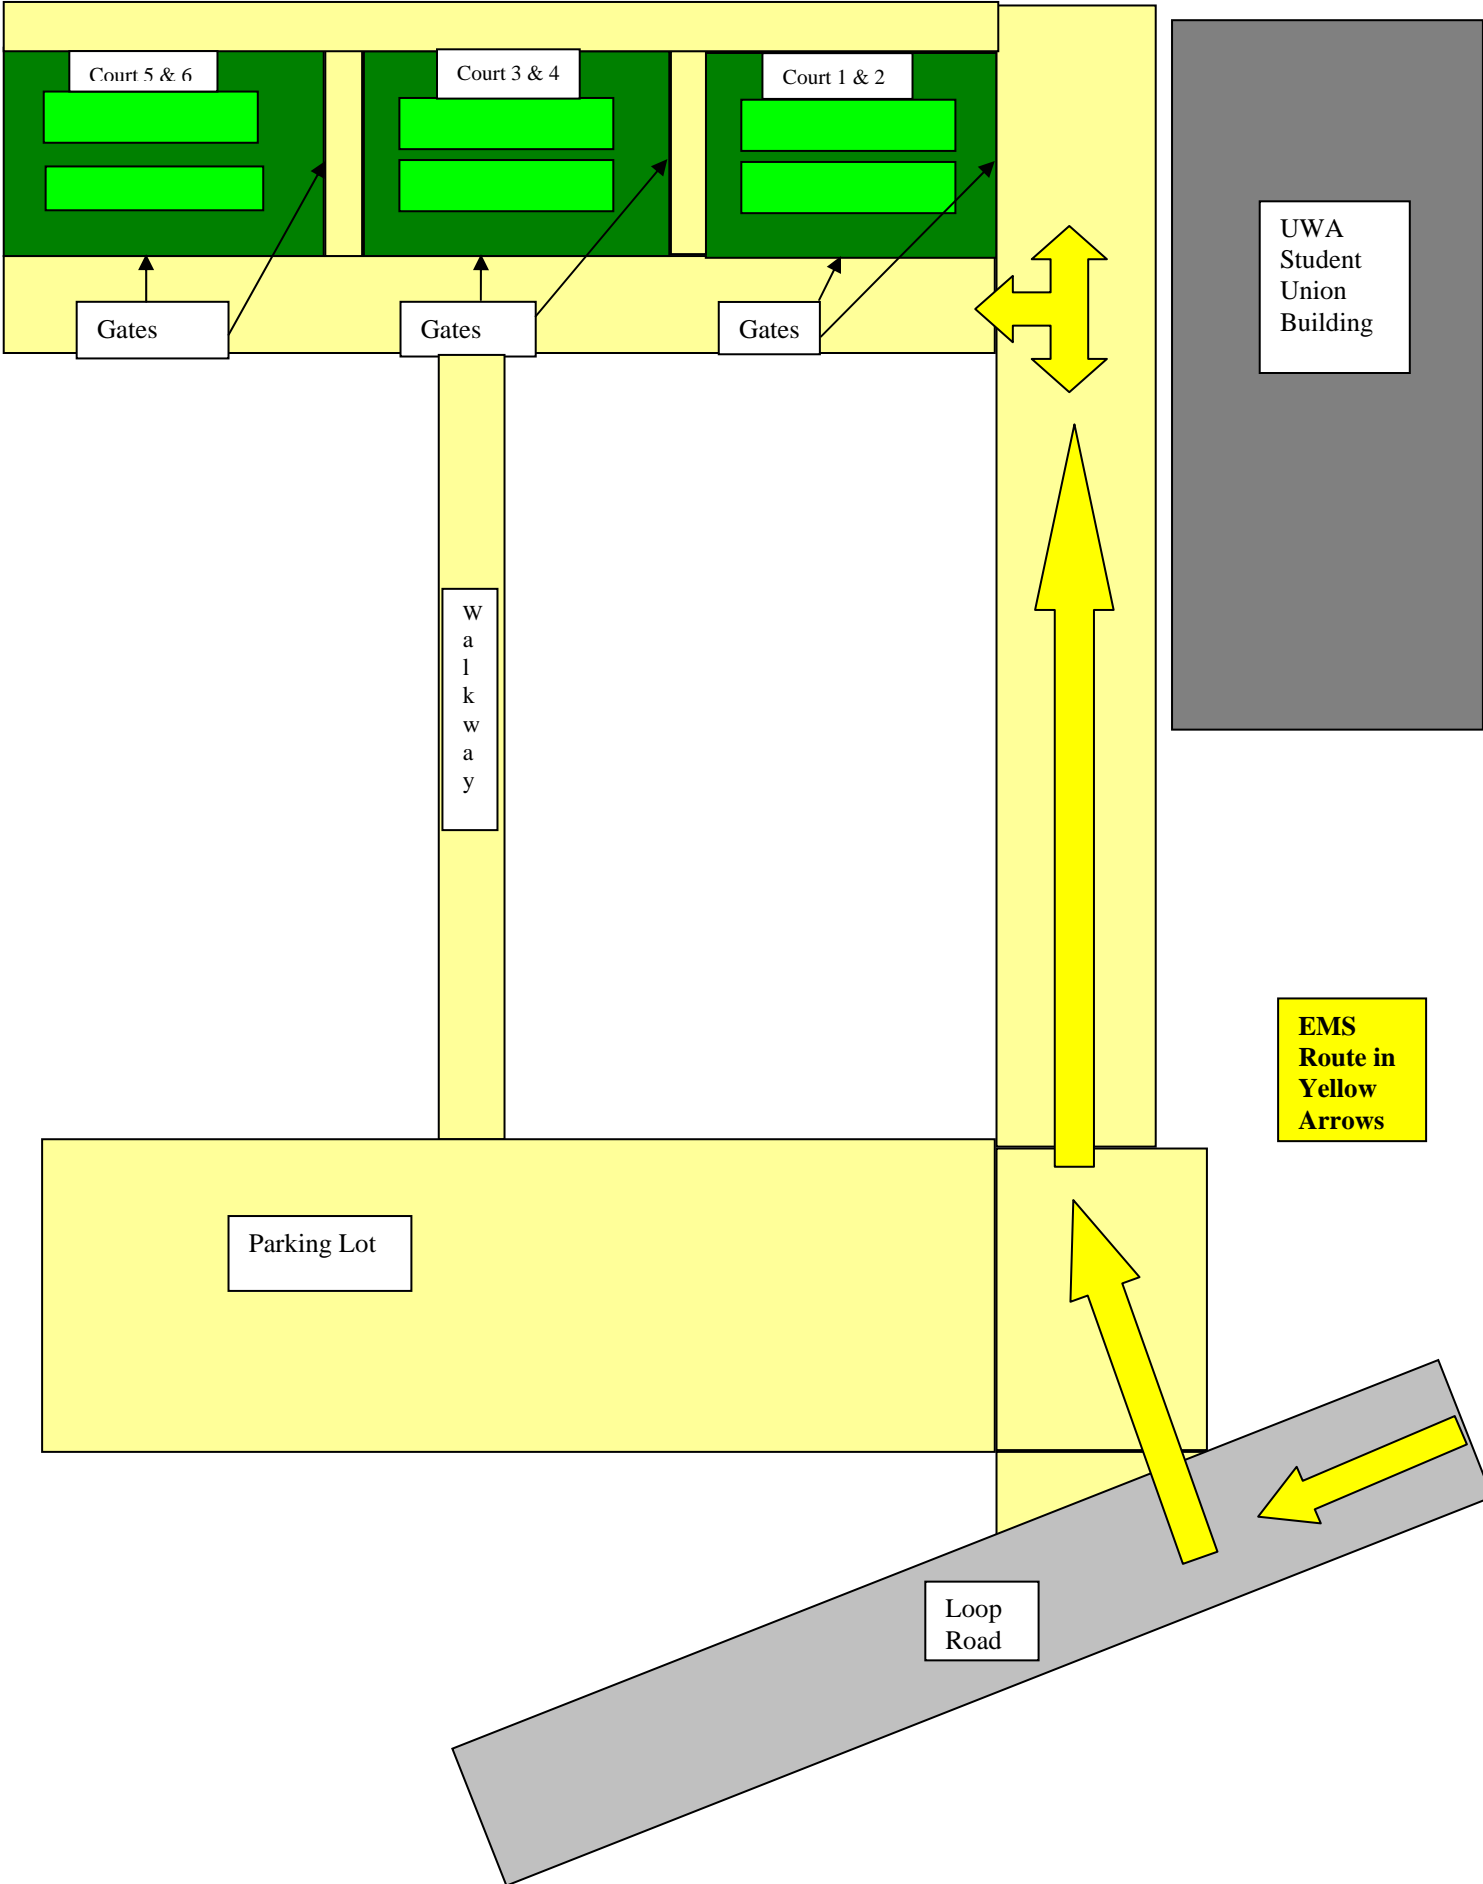 Court 5 & 6
Court 3 & 4
Court 1 & 2
UWA
Student
Union
Building
Gates
Gates
Gates
W
a
l
k
w
a
y
EMS
Route in
Yellow
Arrows
Parking Lot
Loop
Road